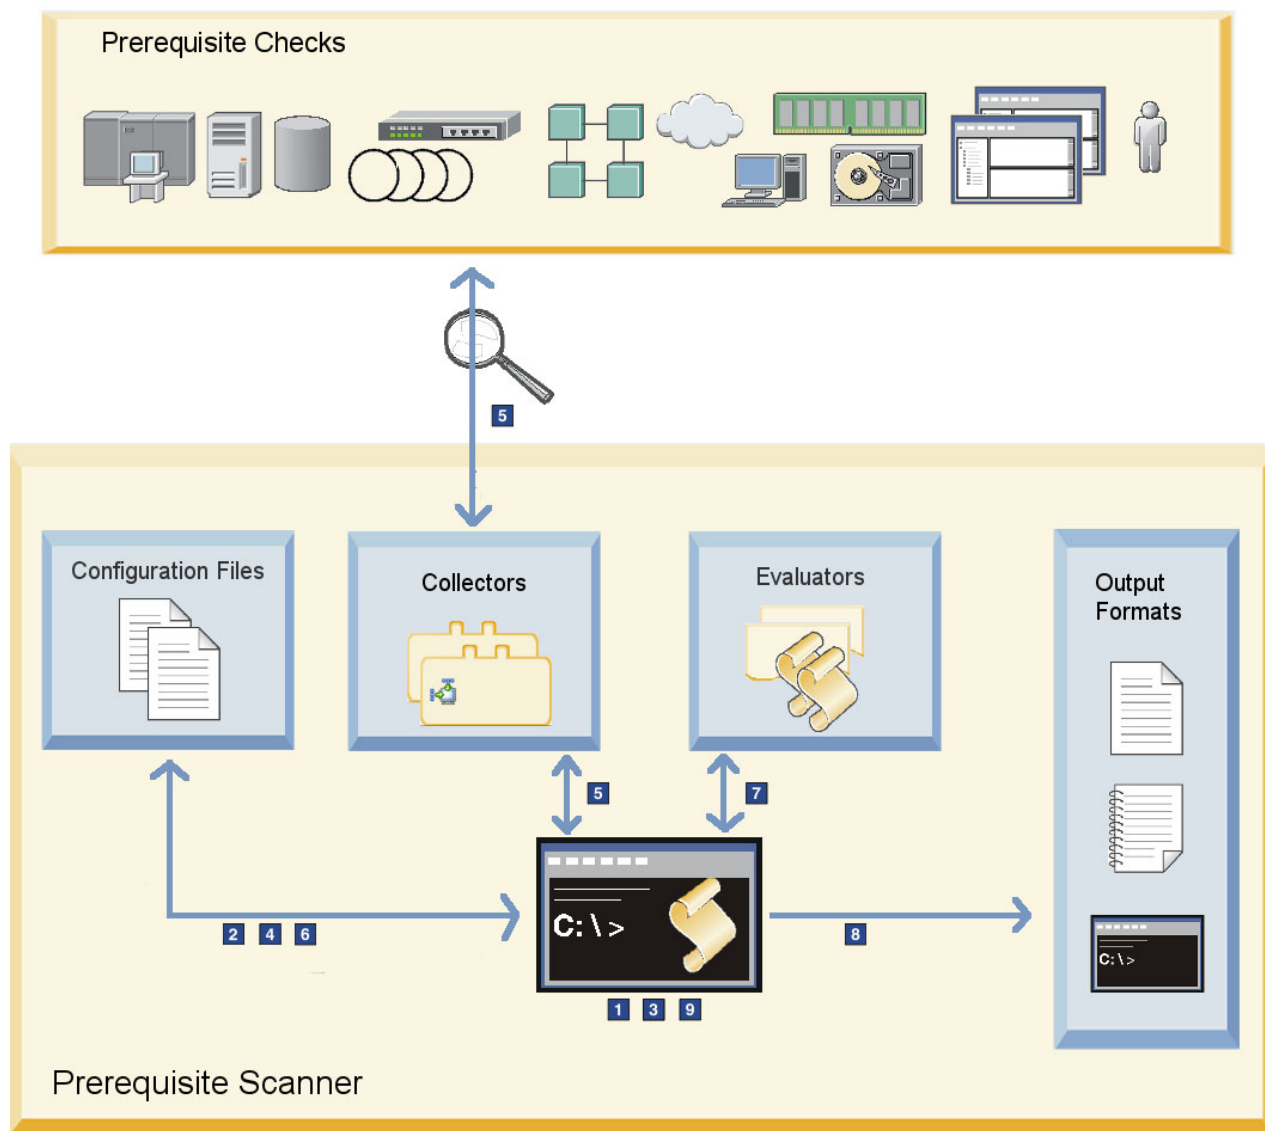 Prerequisite Checks
5
Configuration Files
Collectors
Evaluators
Output
Formats
5
7
C:\>
2 4 6
8
C:\>
1 3 9
Prerequisite Scanner